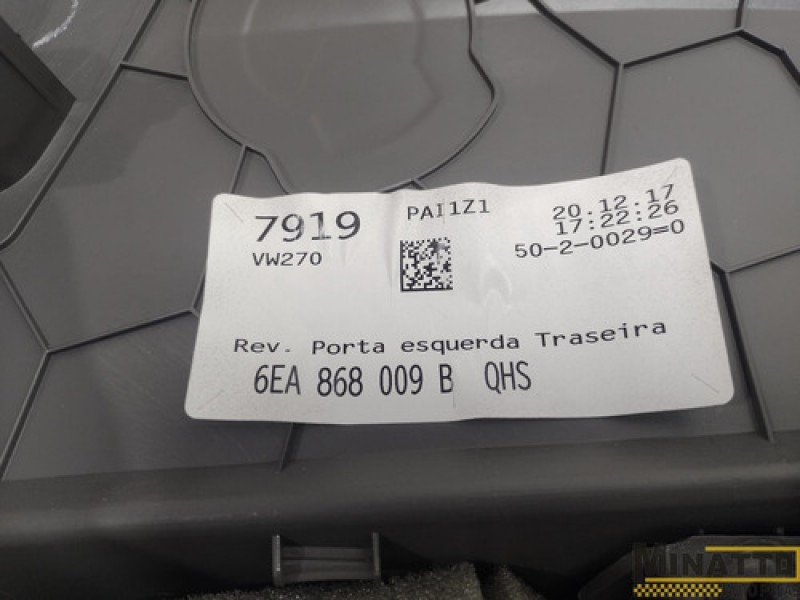 7919 PAI1Z1 20.12.17
VW270 17:22:26
50-2-0029=0
Rev. Porta esquerda Traseira
6EA 868 009 B QHS
MINATTO